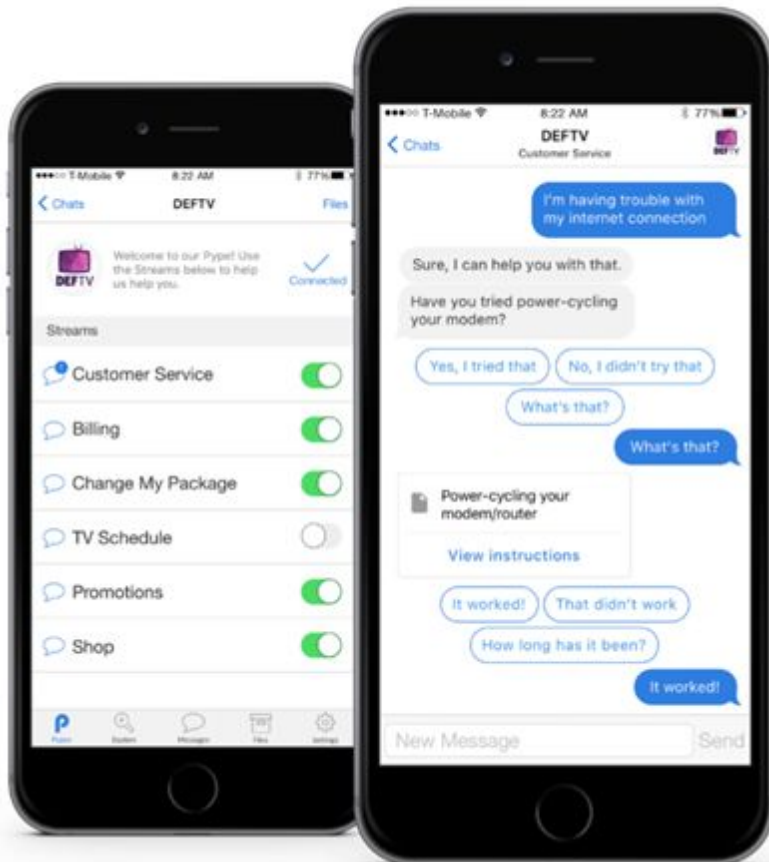 T-Mobile
8:22 AM
77%
Chats
DEFTV
Files
DEFTV
Welcome to our Pype! Use
the Streams below to help
us help you.
Connected
Streams
Customer Service
Billing
Change My Package
TV Schedule
Promotions
Shop
Messages
Files
Settings
T-Mobile
8:22 AM
77%
Chats
DEFTV
Customer Service
DEFTV
I'm having trouble with
my internet connection
Sure, I can help you with that.
Have you tried power-cycling
your modem?
Yes, I tried that
No, I didn't try that
What's that?
What's that?
Power-cycling your
modem/router
View instructions
It worked!
That didn't work
How long has it been?
It worked!
New Message
Send